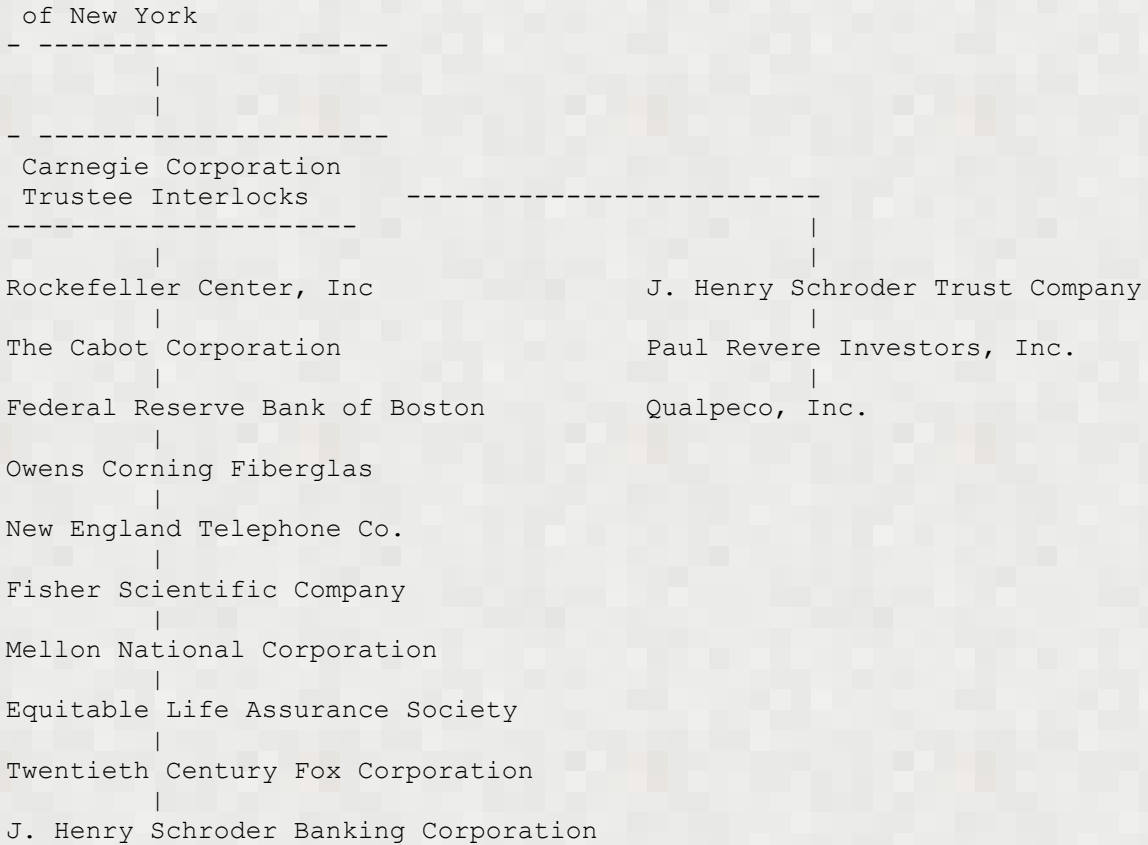 of New York
- ----------------------
|
|
- ----------------------
Carnegie Corporation
Trustee Interlocks --------------------------
---------------------- |
| |
Rockefeller Center, Inc J. Henry Schroder Trust Company
| |
The Cabot Corporation Paul Revere Investors, Inc.
| |
Federal Reserve Bank of Boston Qualpeco, Inc.
|
Owens Corning Fiberglas
|
New England Telephone Co.
|
Fisher Scientific Company
|
Mellon National Corporation
|
Equitable Life Assurance Society
|
Twentieth Century Fox Corporation
|
J. Henry Schroder Banking Corporation